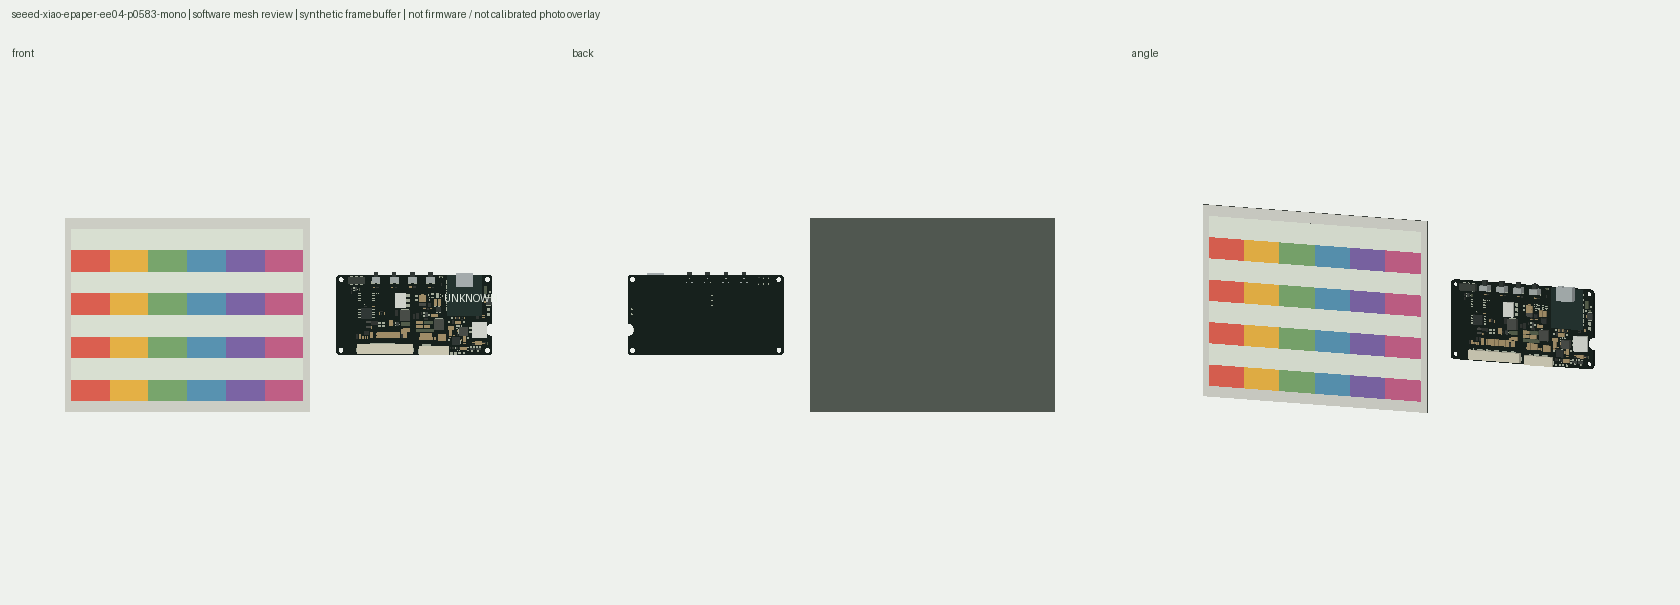 seeed-xiao-epaper-ee04-p0583-mono | software mesh review | synthetic framebuffer | not firmware / not calibrated photo overlay
front
back
angle
UNKNOW